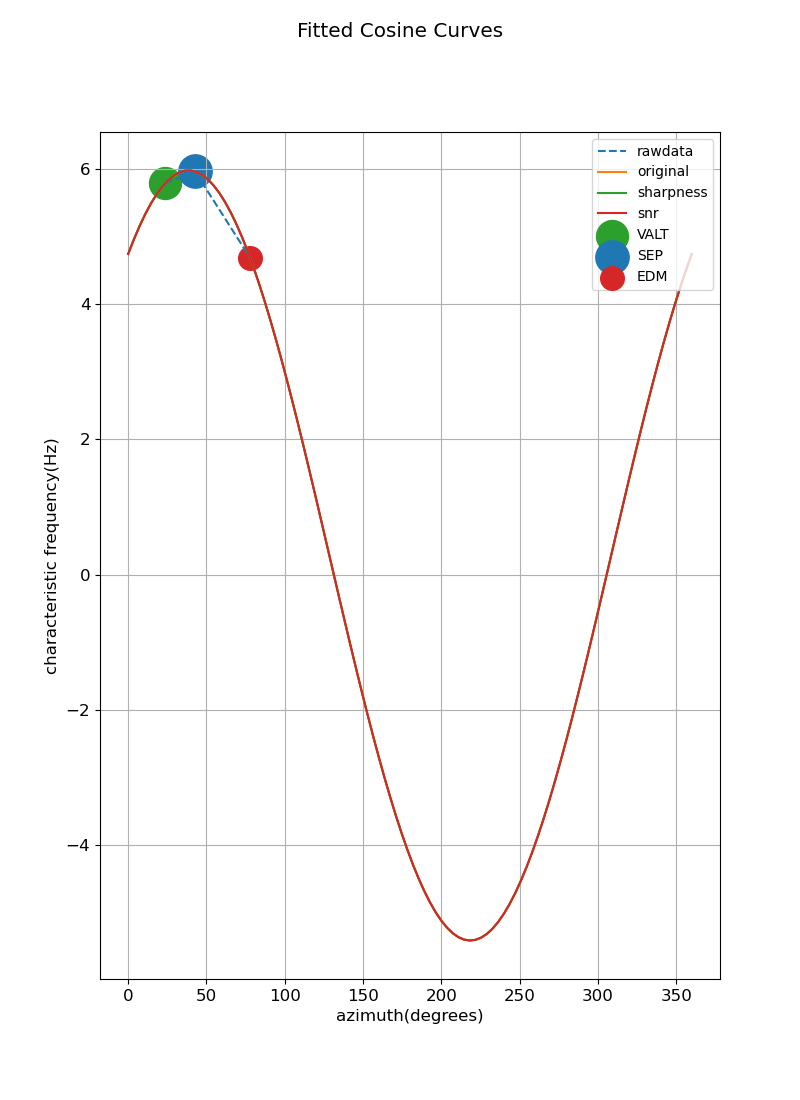 Fitted Cosine Curves
rawdata
original
sharpness
snr
VALT
SEP
EDM
characteristic frequency(Hz)
6
4
2
0
−2
−4
0 50 100 150 200 250 300 350
azimuth(degrees)